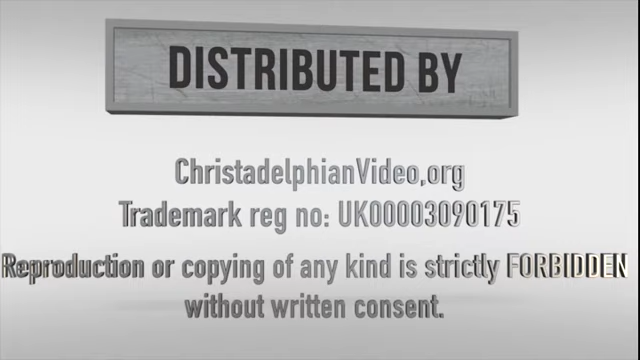 DISTRIBUTED BY
ChristadelphianVideo.org
Trademark reg no: UK00003090175
Reproduction or copying of any kind is strictly FORBIDDEN
without written consent.